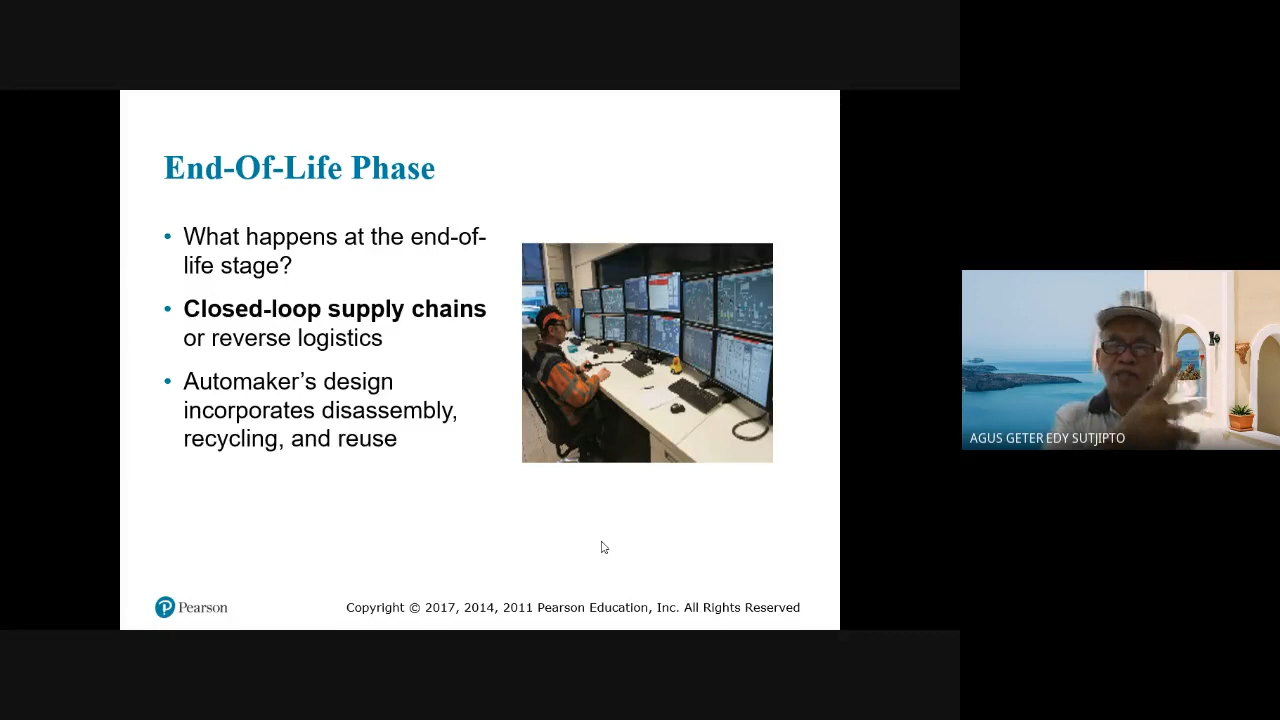 End-Of-Life Phase
• What happens at the end-of-
life stage?
• Closed-loop supply chains
or reverse logistics
• Automaker's design
incorporates disassembly,
recycling, and reuse
Pearson
Copyright © 2017, 2014, 2011 Pearson Education, Inc. All Rights Reserved
AGUS GETER EDY SUTJIPTO